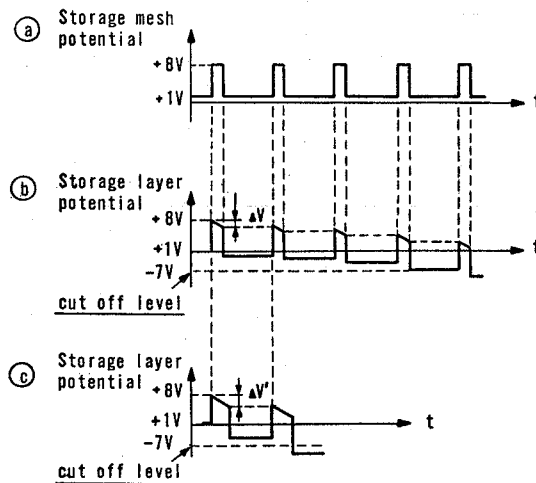 ⓐ Storage mesh
potential
+8V
+1V
t
ⓑ Storage layer
potential
+8V
ΔV
+1V
t
-7V
cut off level
ⓒ Storage layer
potential
+8V
ΔV'
+1V
t
-7V
cut off level